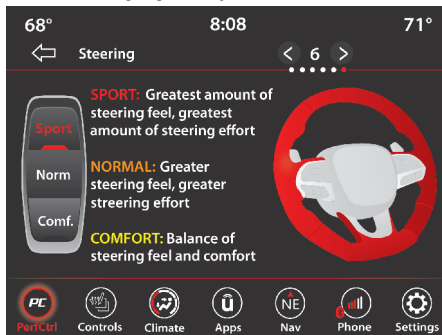 68° 8:08 71°
Steering < 6 >
SPORT: Greatest amount of
steering feel, greatest
amount of steering effort
Sport
Norm
Comf.
NORMAL: Greater
steering feel, greater
streering effort
COMFORT: Balance of
steering feel and comfort
PC NE
PerfCtrl Controls Climate Apps Nav Phone Settings